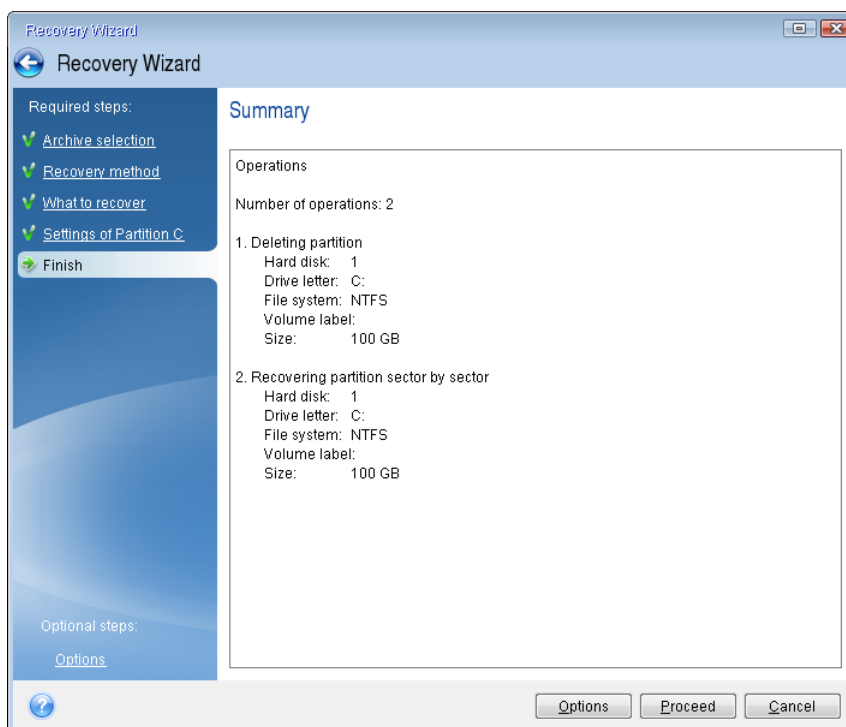 Recovery Wizard
Recovery Wizard
Required steps:
Archive selection
Recovery method
What to recover
Settings of Partition C
Finish
Optional steps:
Options
Summary
Operations
Number of operations: 2
1. Deleting partition
Hard disk: 1
Drive letter: C:
File system: NTFS
Volume label:
Size: 100 GB
2. Recovering partition sector by sector
Hard disk: 1
Drive letter: C:
File system: NTFS
Volume label:
Size: 100 GB
Options Proceed Cancel